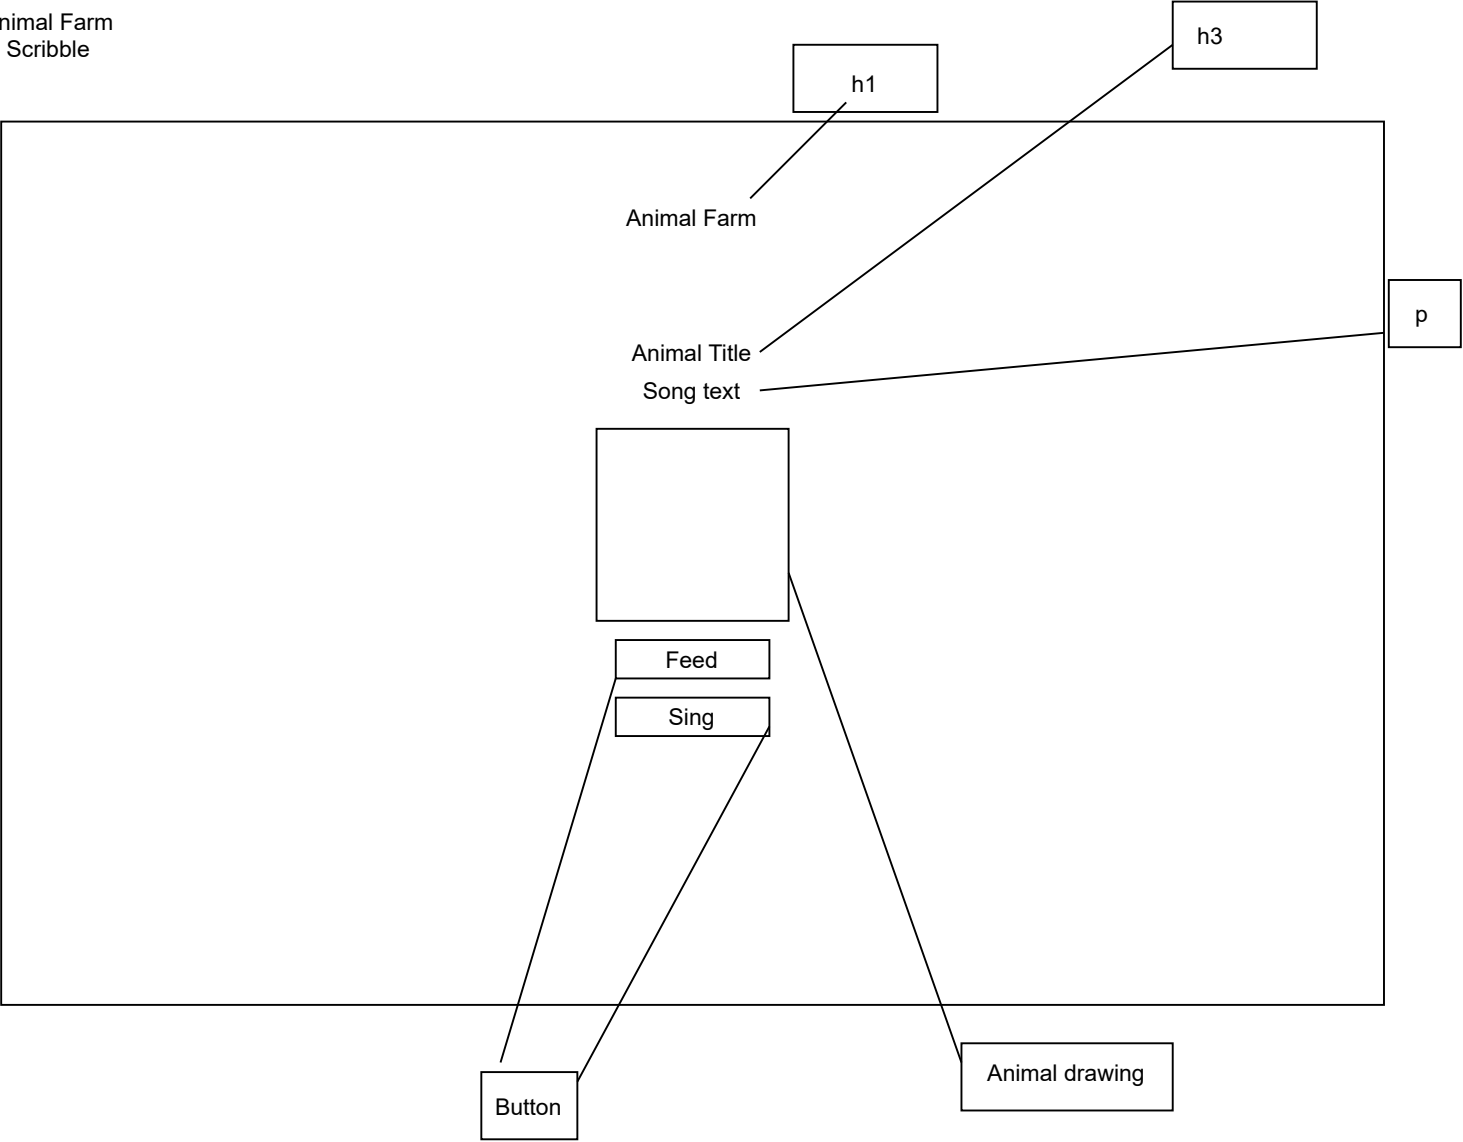 nimal Farm
Scribble
h3
h1
Animal Farm
p
Animal Title
Song text
Feed
Sing
Animal drawing
Button